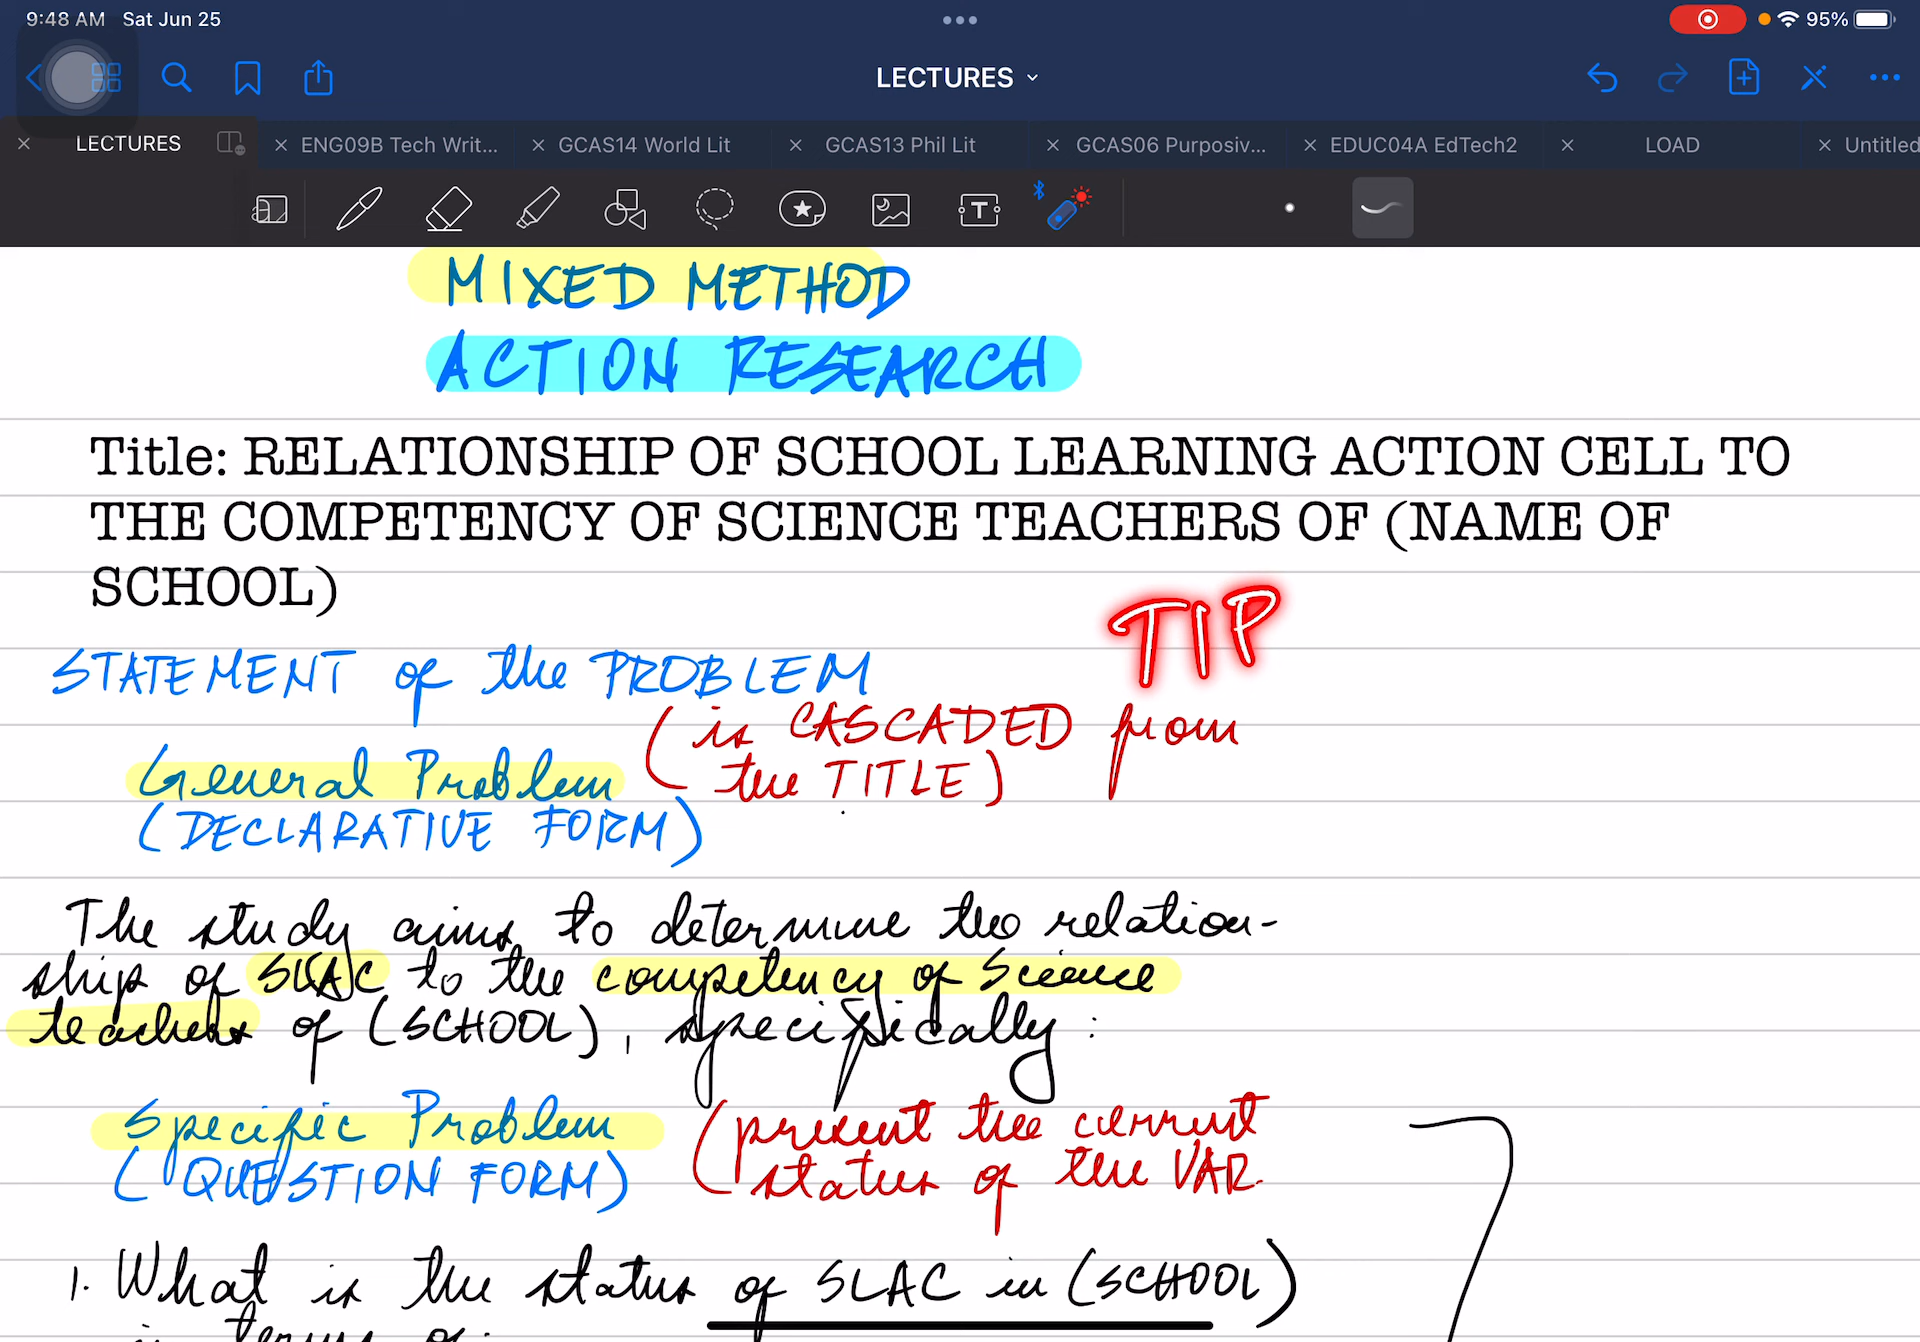 9:48 AM Sat Jun 25
95%
LECTURES
LECTURES
ENG09B Tech Writ...
GCAS14 World Lit
GCAS13 Phil Lit
GCAS06 Purposiv...
EDUC04A EdTech2
LOAD
Untitled
MIXED METHOD
ACTION RESEARCH
Title: RELATIONSHIP OF SCHOOL LEARNING ACTION CELL TO
THE COMPETENCY OF SCIENCE TEACHERS OF (NAME OF
SCHOOL)
TIP
STATEMENT of the PROBLEM
(is CASCADED from
the TITLE)
General Problem
(DECLARATIVE FORM)
The study aims to determine the relation-
ship of SLAC to the competency of Science
teachers of (SCHOOL), specifically:
Specific Problem
(QUESTION FORM)
(present the current
status of the VAR.
1. What is the status of SLAC in (SCHOOL)
in terms of: